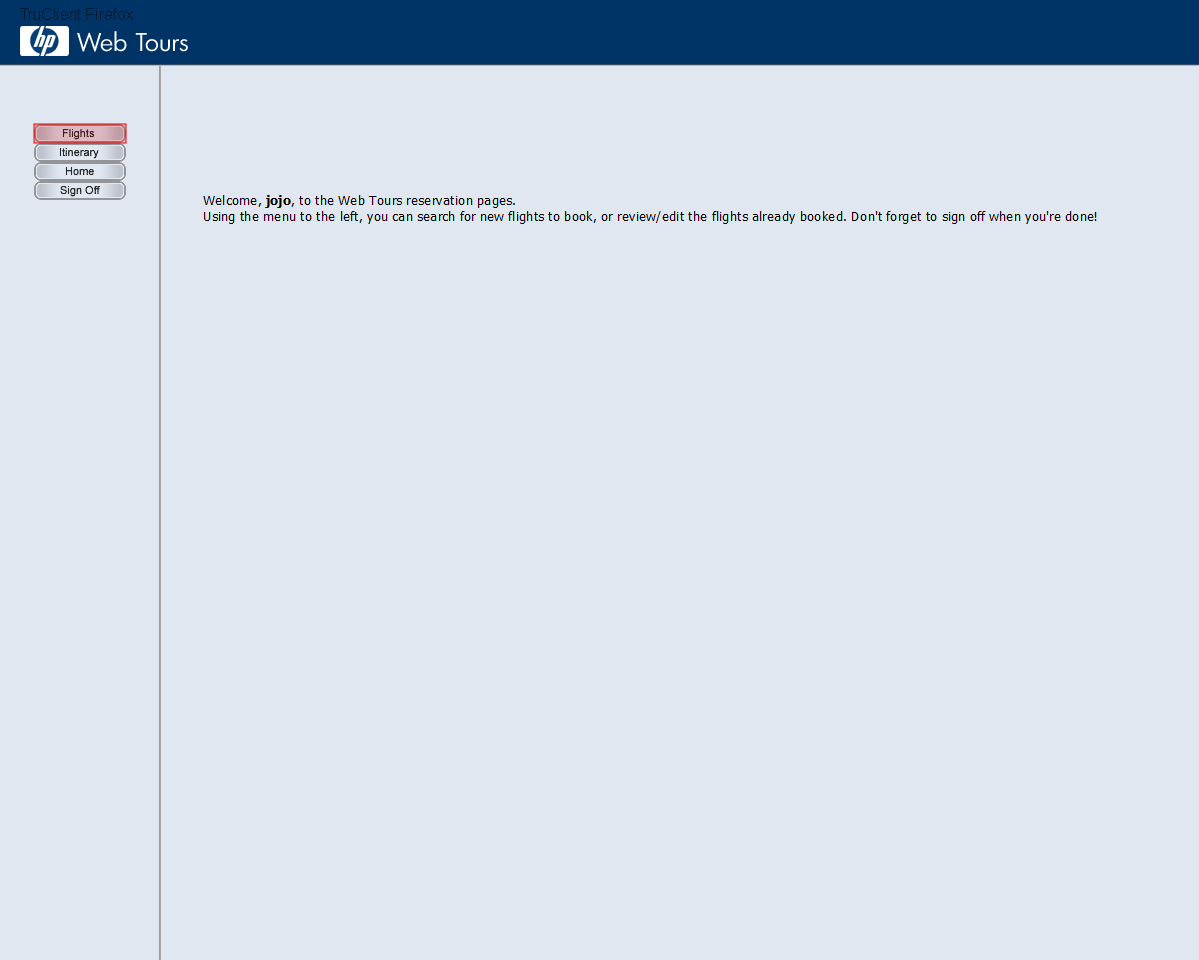 TruClient Firefox
hp Web Tours
Flights
Itinerary
Home
Sign Off
Welcome, jojo, to the Web Tours reservation pages.
Using the menu to the left, you can search for new flights to book, or review/edit the flights already booked. Don't forget to sign off when you're done!